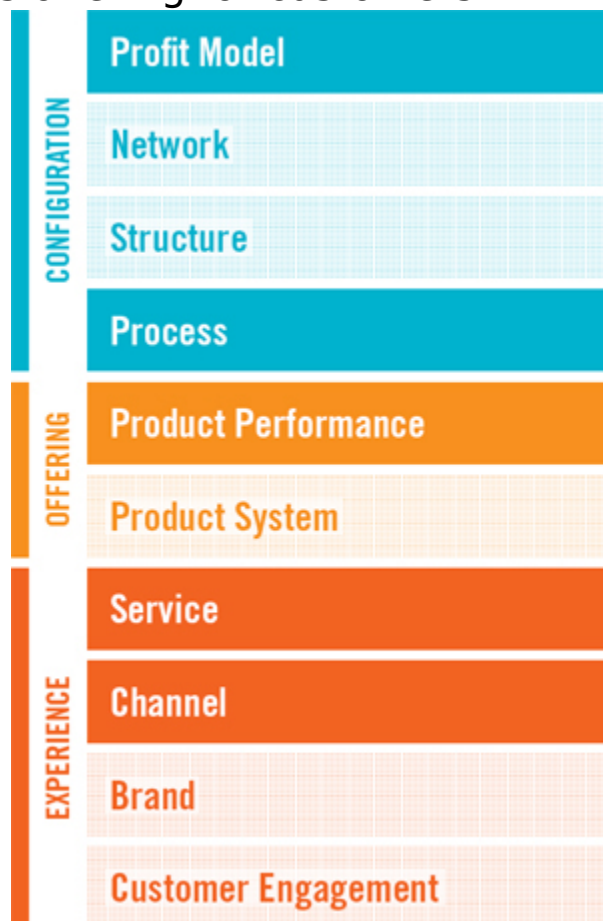 CONFIGURATION
Profit Model
Network
Structure
Process
OFFERING
Product Performance
Product System
EXPERIENCE
Service
Channel
Brand
Customer Engagement